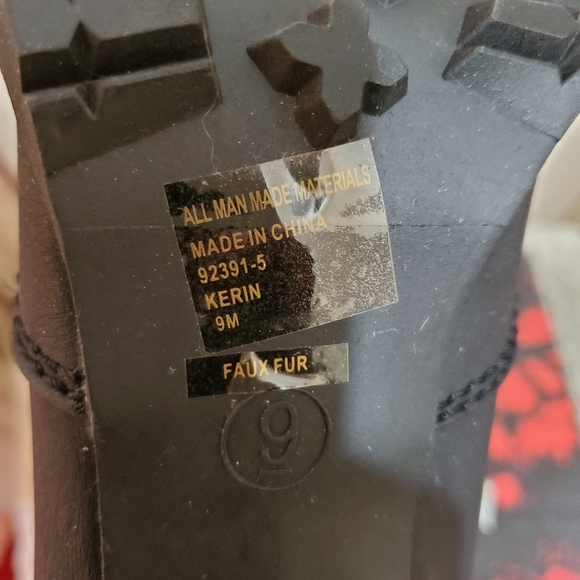 ALL MAN MADE MATERIALS
MADE IN CHINA
92391-5
KERIN
9M
FAUX FUR
9